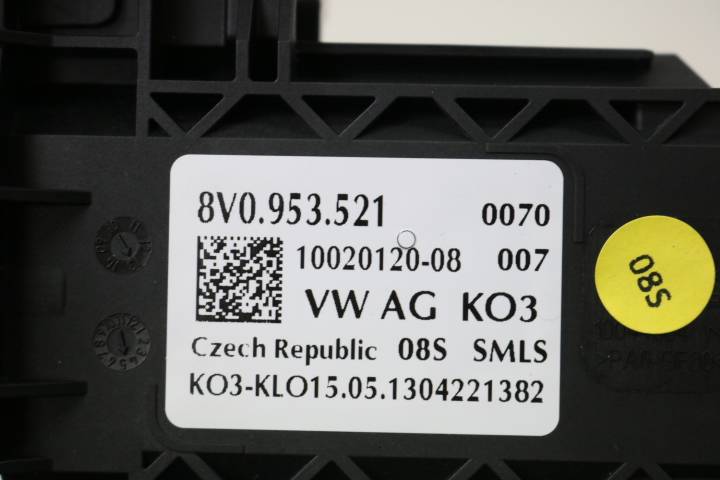 8V0.953.521 0070
10020120-08 007
VW AG KO3
Czech Republic 08S SMLS
KO3-KLO15.05.1304221382
08S